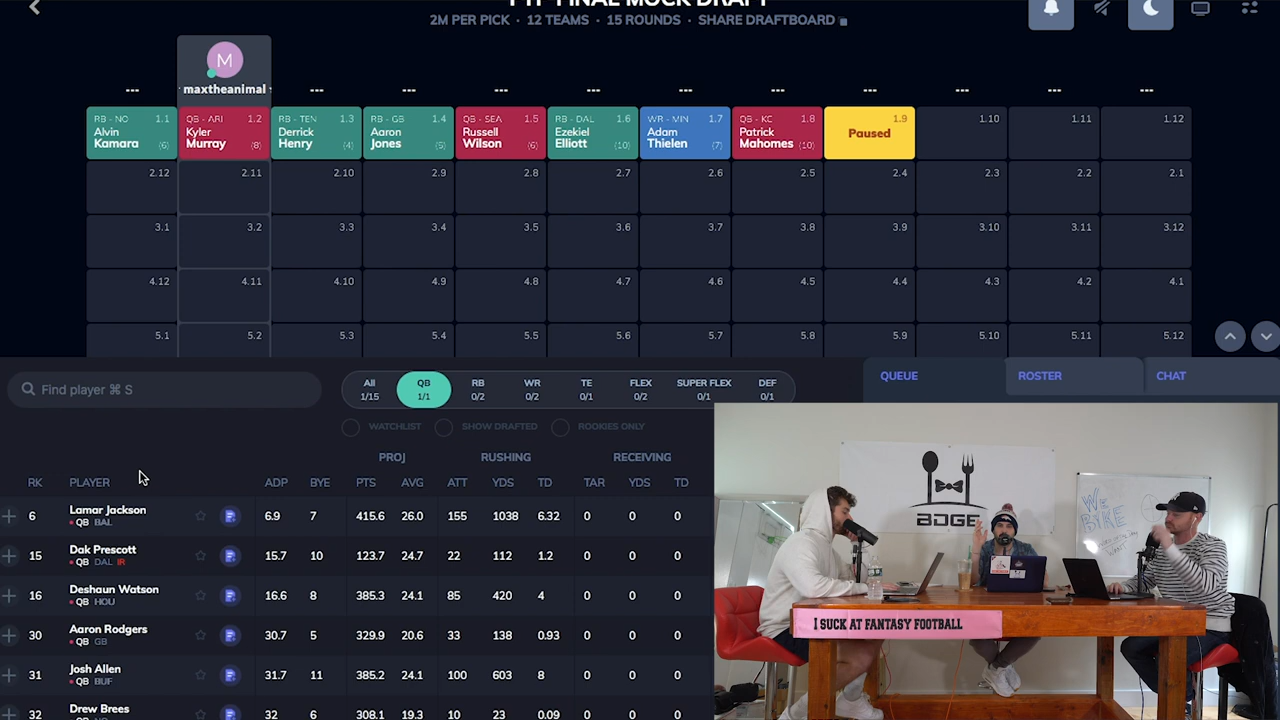 2M PER PICK · 12 TEAMS · 15 ROUNDS · SHARE DRAFTBOARD
M
maxtheanimal
--- --- --- --- --- --- --- --- --- --- ---
RB - NO 1.1
Alvin
Kamara (6)
QB - ARI 1.2
Kyler
Murray (8)
RB - TEN 1.3
Derrick
Henry (4)
RB - GB 1.4
Aaron
Jones (5)
QB - SEA 1.5
Russell
Wilson (6)
RB - DAL 1.6
Ezekiel
Elliott (10)
WR - MIN 1.7
Adam
Thielen (7)
QB - KC 1.8
Patrick
Mahomes (10)
1.9
Paused
1.10
1.11
1.12
2.12 2.11 2.10 2.9 2.8 2.7 2.6 2.5 2.4 2.3 2.2 2.1
3.1 3.2 3.3 3.4 3.5 3.6 3.7 3.8 3.9 3.10 3.11 3.12
4.12 4.11 4.10 4.9 4.8 4.7 4.6 4.5 4.4 4.3 4.2 4.1
5.1 5.2 5.3 5.4 5.5 5.6 5.7 5.8 5.9 5.10 5.11 5.12
Find player ⌘ S
All QB RB WR TE FLEX SUPER FLEX DEF
1/15 1/1 0/2 0/2 0/1 0/2 0/1 0/1
QUEUE ROSTER CHAT
WATCHLIST SHOW DRAFTED ROOKIES ONLY
PROJ RUSHING RECEIVING
RK PLAYER ADP BYE PTS AVG ATT YDS TD TAR YDS TD
6 Lamar Jackson 6.9 7 415.6 26.0 155 1038 6.32 0 0 0
QB BAL
15 Dak Prescott 15.7 10 123.7 24.7 22 112 1.2 0 0 0
QB DAL IR
16 Deshaun Watson 16.6 8 385.3 24.1 85 420 4 0 0 0
QB HOU
30 Aaron Rodgers 30.7 5 329.9 20.6 33 138 0.93 0 0 0
QB GB
31 Josh Allen 31.7 11 385.2 24.1 100 603 8 0 0 0
QB BUF
32 Drew Brees 32 6 308.1 19.3 10 23 0.09 0 0 0
BDGE
WE
BIKE
I SUCK AT FANTASY FOOTBALL